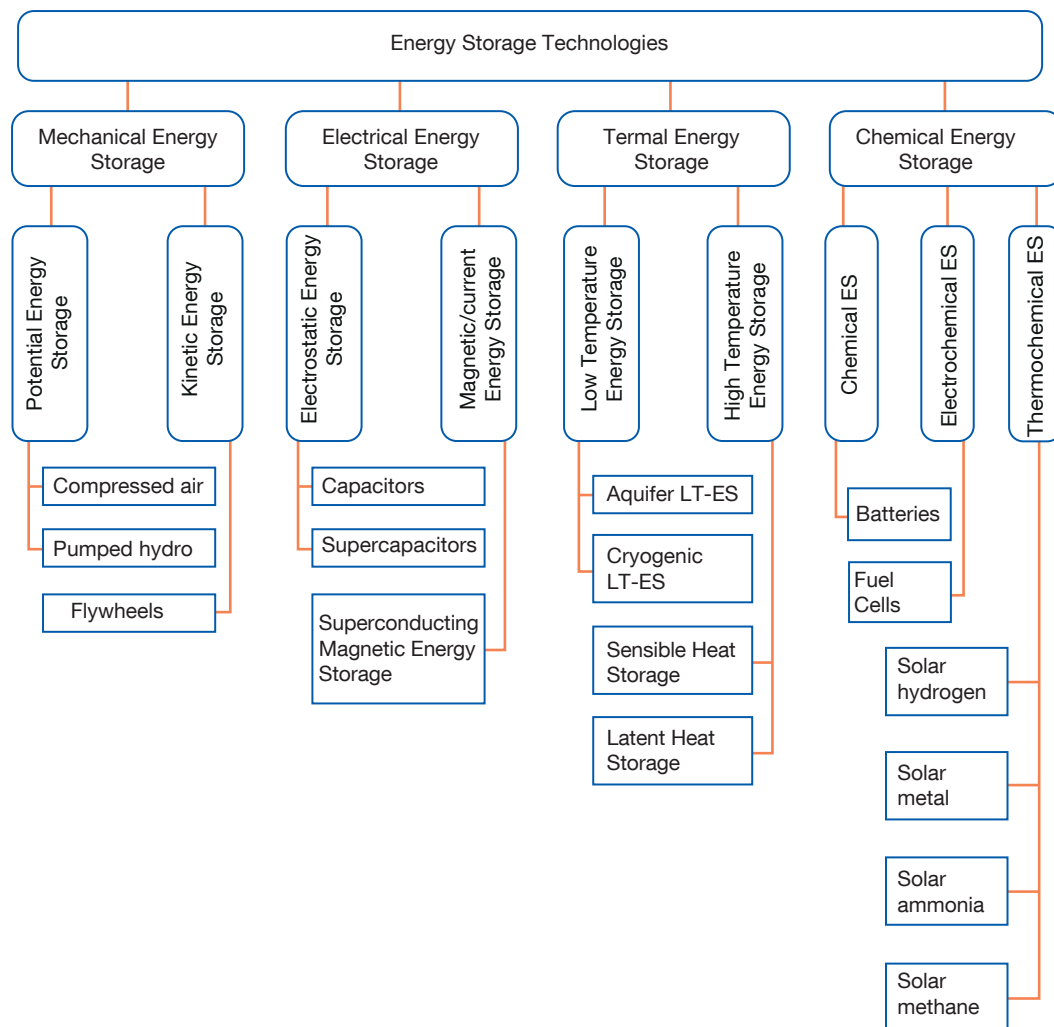 Energy Storage Technologies
Mechanical Energy
Storage
Electrical Energy
Storage
Termal Energy
Storage
Chemical Energy
Storage
Potential Energy
Storage
Kinetic Energy
Storage
Electrostatic Energy
Storage
Magnetic/current
Energy Storage
Low Temperature
Energy Storage
High Temperature
Energy Storage
Chemical ES
Electrochemical ES
Thermochemical ES
Compressed air
Pumped hydro
Flywheels
Capacitors
Supercapacitors
Superconducting
Magnetic Energy
Storage
Aquifer LT-ES
Cryogenic
LT-ES
Sensible Heat
Storage
Latent Heat
Storage
Batteries
Fuel
Cells
Solar
hydrogen
Solar
metal
Solar
ammonia
Solar
methane